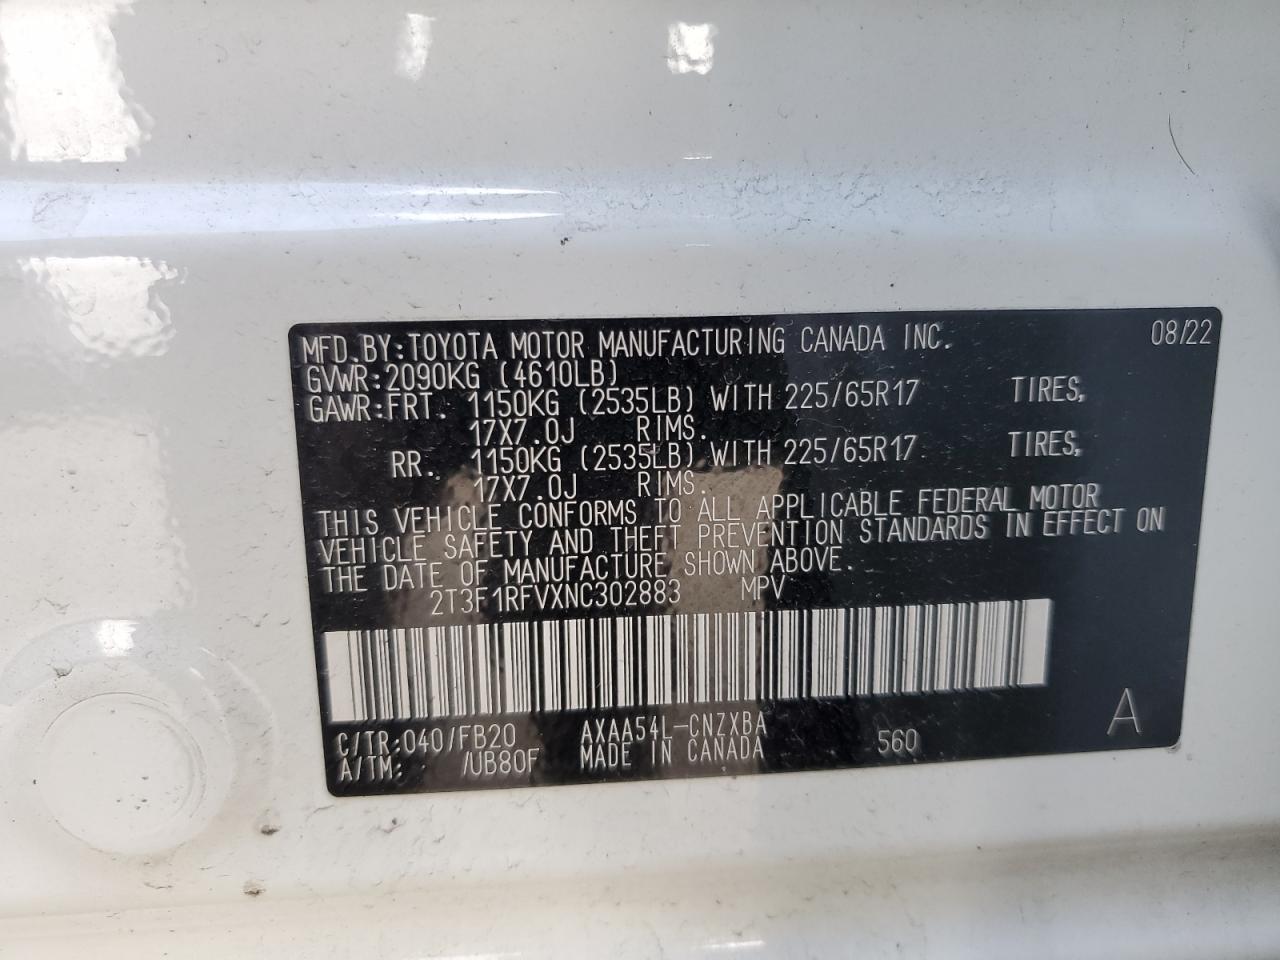 MFD.BY:TOYOTA MOTOR MANUFACTURING CANADA INC. 08/22
GVWR:2090KG (4610LB)
GAWR:FRT. 1150KG (2535LB) WITH 225/65R17 TIRES,
17X7.0J RIMS.
RR. 1150KG (2535LB) WITH 225/65R17 TIRES,
17X7.0J RIMS.
THIS VEHICLE CONFORMS TO ALL APPLICABLE FEDERAL MOTOR
VEHICLE SAFETY AND THEFT PREVENTION STANDARDS IN EFFECT ON
THE DATE OF MANUFACTURE SHOWN ABOVE.
2T3F1RFVXNC302883 MPV
A
C/TR:040/FB20 AXAA54L-CNZXBA
A/TM: /UB80F MADE IN CANADA 560